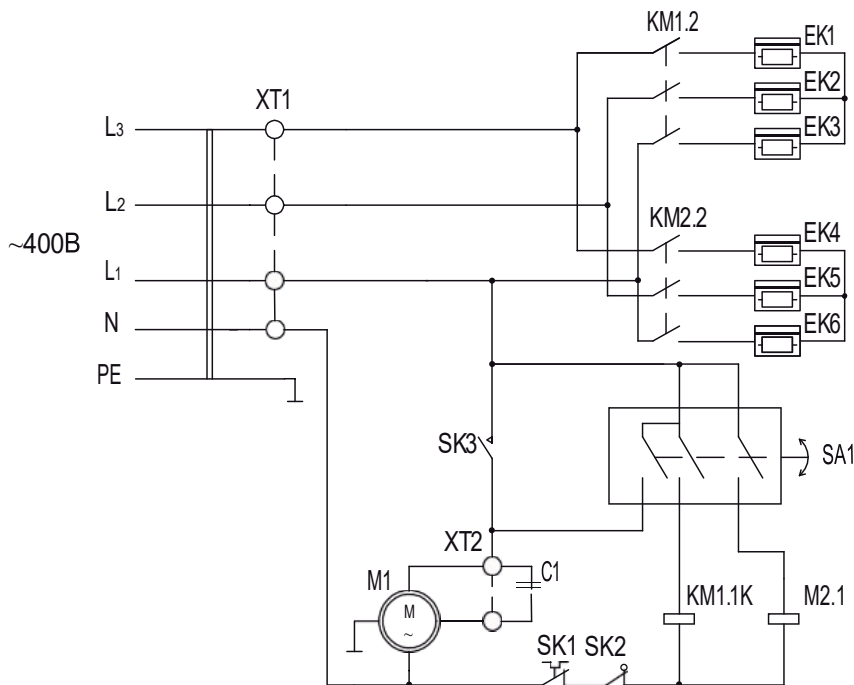 KM1.2
EK1
EK2
EK3
XT1
L3
L2
~400В
L1
N
PE
KM2.2
EK4
EK5
EK6
SK3
SA1
XT2
C1
M1
M
~
KM1.1K
M2.1
SK1
SK2